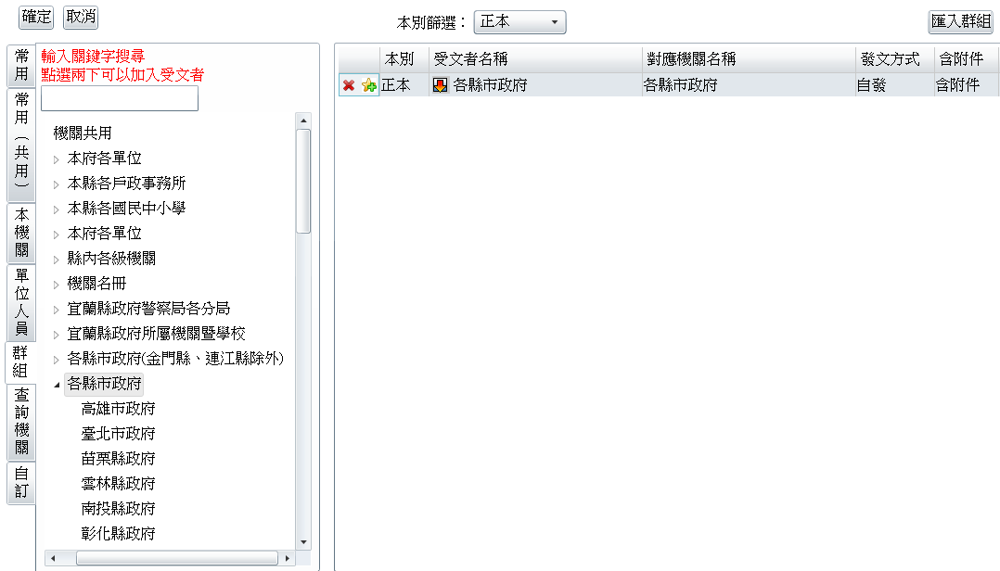 確定 取消
本別篩選： 正本
匯入群組
常用
常用（共用）
本機關
單位人員
群組
查詢機關
自訂
輸入關鍵字搜尋
點選兩下可以加入受文者
機關共用
本府各單位
本縣各戶政事務所
本縣各國民中小學
本府各單位
縣內各級機關
機關名冊
宜蘭縣政府警察局各分局
宜蘭縣政府所屬機關暨學校
各縣市政府(金門縣、連江縣除外)
各縣市政府
高雄市政府
臺北市政府
苗栗縣政府
雲林縣政府
南投縣政府
彰化縣政府
本別 受文者名稱 對應機關名稱 發文方式 含附件
正本 各縣市政府 各縣市政府 自發 含附件